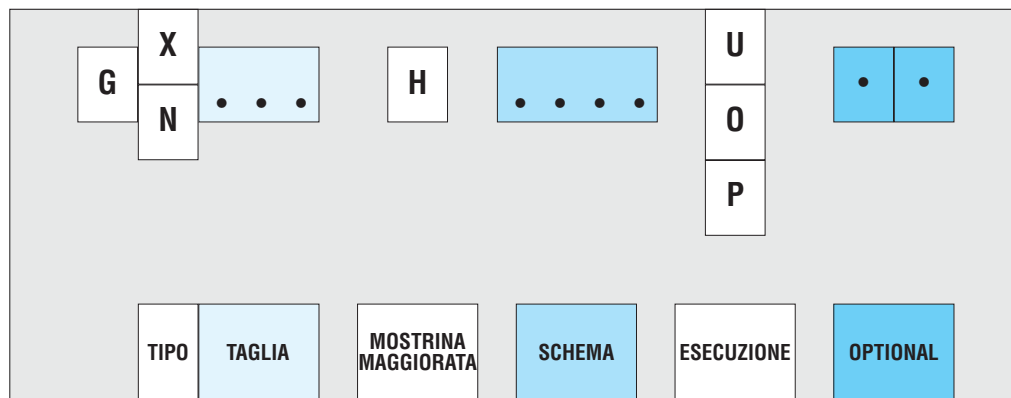 X
G
• • •
N
H
• • • •
U
O
P
• •
TIPO
TAGLIA
MOSTRINA
MAGGIORATA
SCHEMA
ESECUZIONE
OPTIONAL